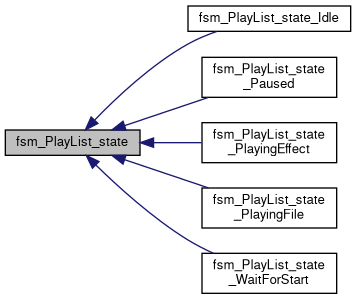 fsm_PlayList_state_Idle
fsm_PlayList_state
_Paused
fsm_PlayList_state
fsm_PlayList_state
_PlayingEffect
fsm_PlayList_state
_PlayingFile
fsm_PlayList_state
_WaitForStart